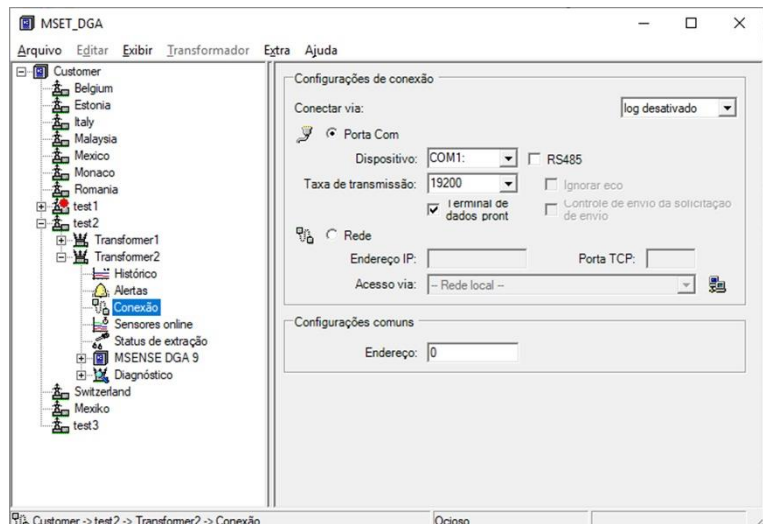 MSET_DGA
Arquivo Editar Exibir Transformador Extra Ajuda
Customer
Belgium
Estonia
Italy
Malaysia
Mexico
Monaco
Romania
test1
test2
Transformer1
Transformer2
Histórico
Alertas
Conexão
Sensores online
Status de extração
MSENSE DGA 9
Diagnóstico
Switzerland
Mexiko
test3
Configurações de conexão
Conectar via: log desativado
Porta Com
Dispositivo: COM1: RS485
Taxa de transmissão: 19200 Ignorar eco
Terminal de dados pront
Controle de envio da solicitação de envio
Rede
Endereço IP: Porta TCP:
Acesso via: -- Rede local --
Configurações comuns
Endereço: 0
Customer -> test2 -> Transformer2 -> Conexão Ocioso